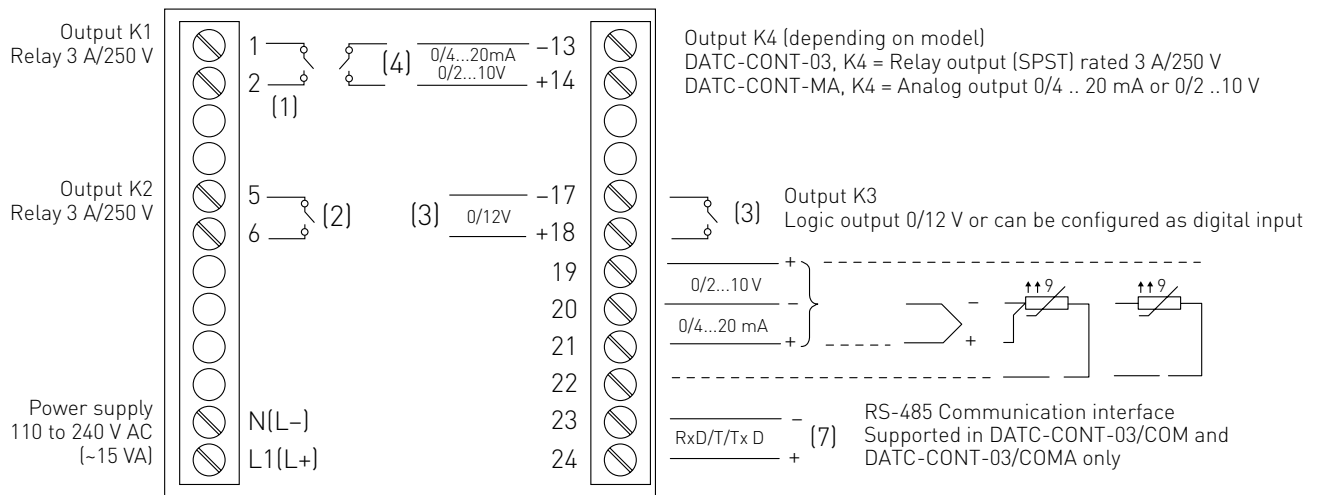 Output K1
Relay 3 A/250 V
1
2
(1)
(4)
0/4...20mA
0/2...10V
–13
+14
Output K4 (depending on model)
DATC-CONT-03, K4 = Relay output (SPST) rated 3 A/250 V
DATC-CONT-MA, K4 = Analog output 0/4 .. 20 mA or 0/2 ..10 V
Output K2
Relay 3 A/250 V
5
6
(2)
(3)
0/12V
–17
+18
(3)
Output K3
Logic output 0/12 V or can be configured as digital input
19
20
21
22
+
0/2...10 V
–
0/4...20 mA
+
–
+
9
9
Power supply
110 to 240 V AC
(~15 VA)
N(L–)
L1(L+)
23
24
–
RxD/T/Tx D
+
(7)
RS-485 Communication interface
Supported in DATC-CONT-03/COM and
DATC-CONT-03/COMA only